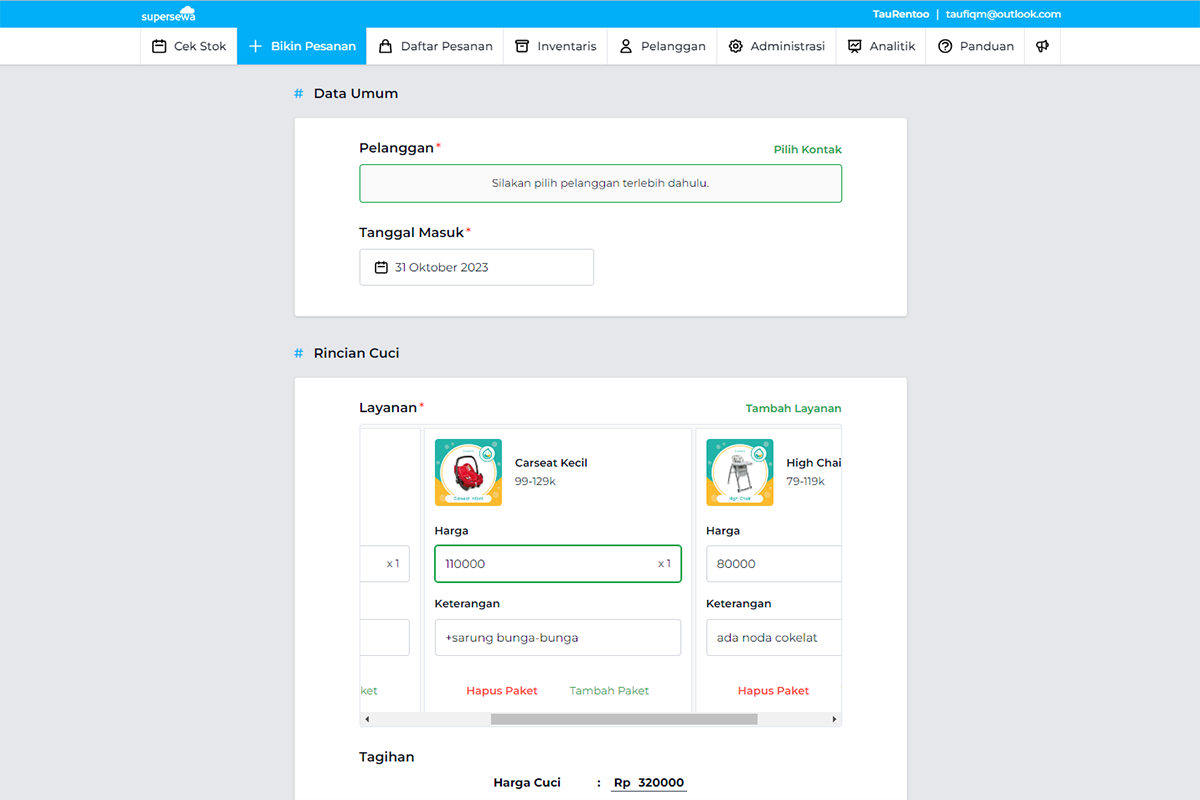 supersewa
TauRentoo | taufiqm@outlook.com
Cek Stok
Bikin Pesanan
Daftar Pesanan
Inventaris
Pelanggan
Administrasi
Analitik
Panduan
# Data Umum
Pelanggan*
Pilih Kontak
Silakan pilih pelanggan terlebih dahulu.
Tanggal Masuk*
31 Oktober 2023
# Rincian Cuci
Layanan*
Tambah Layanan
Carseat Kecil
99-129k
High Chai
79-119k
Carseat Infant
High Chair
Harga
Harga
x 1
110000 x 1
80000
Keterangan
Keterangan
+sarung bunga-bunga
ada noda cokelat
ket
Hapus Paket
Tambah Paket
Hapus Paket
Tagihan
Harga Cuci : Rp 320000